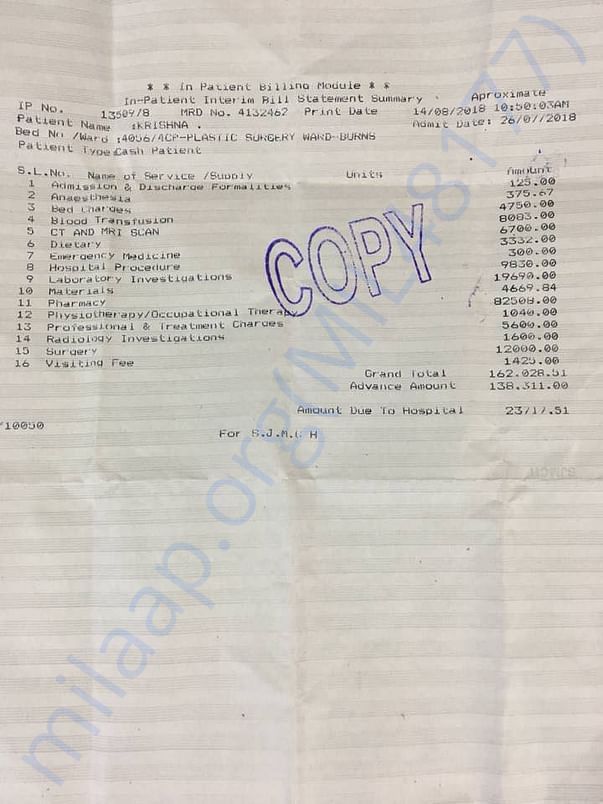 * * In Patient Billing Module * *
In-Patient Interim Bill Statement Summary . Aproximate
IP No. 13509/8 MRD No. 4132462 Print Date 14/08/2018 10:50:03AM
Patient Name :KRISHNA . Admit Date: 26/07/2018
Bed No /Ward :4056/4CP-PLASTIC SURGERY WARD-BURNS
Patient Type:Cash Patient
S.L.No. Name of Service /Supply Units Amount
1 Admission & Discharge Formalities 125.00
2 Anaesthesia 375.67
3 Bed Charges 4750.00
4 Blood Transfusion 8083.00
5 CT AND MRI SCAN 6700.00
6 Dietary 3332.00
7 Emergency Medicine 300.00
8 Hospital Procedure 9830.00
9 Laboratory Investigations 19690.00
10 Materials 4669.84
11 Pharmacy 82508.00
12 Physiotherapy/Occupational Therapy 1040.00
13 Professional & Treatment Charges 5600.00
14 Radiology Investigations 1600.00
15 Surgery 12000.00
16 Visiting Fee 1425.00
Grand Total 162.028.51
Advance Amount 138.311.00
Amount Due To Hospital 23717.51
*10050
For S.J.M.C H
COPY
milaap.org(MIL48177)